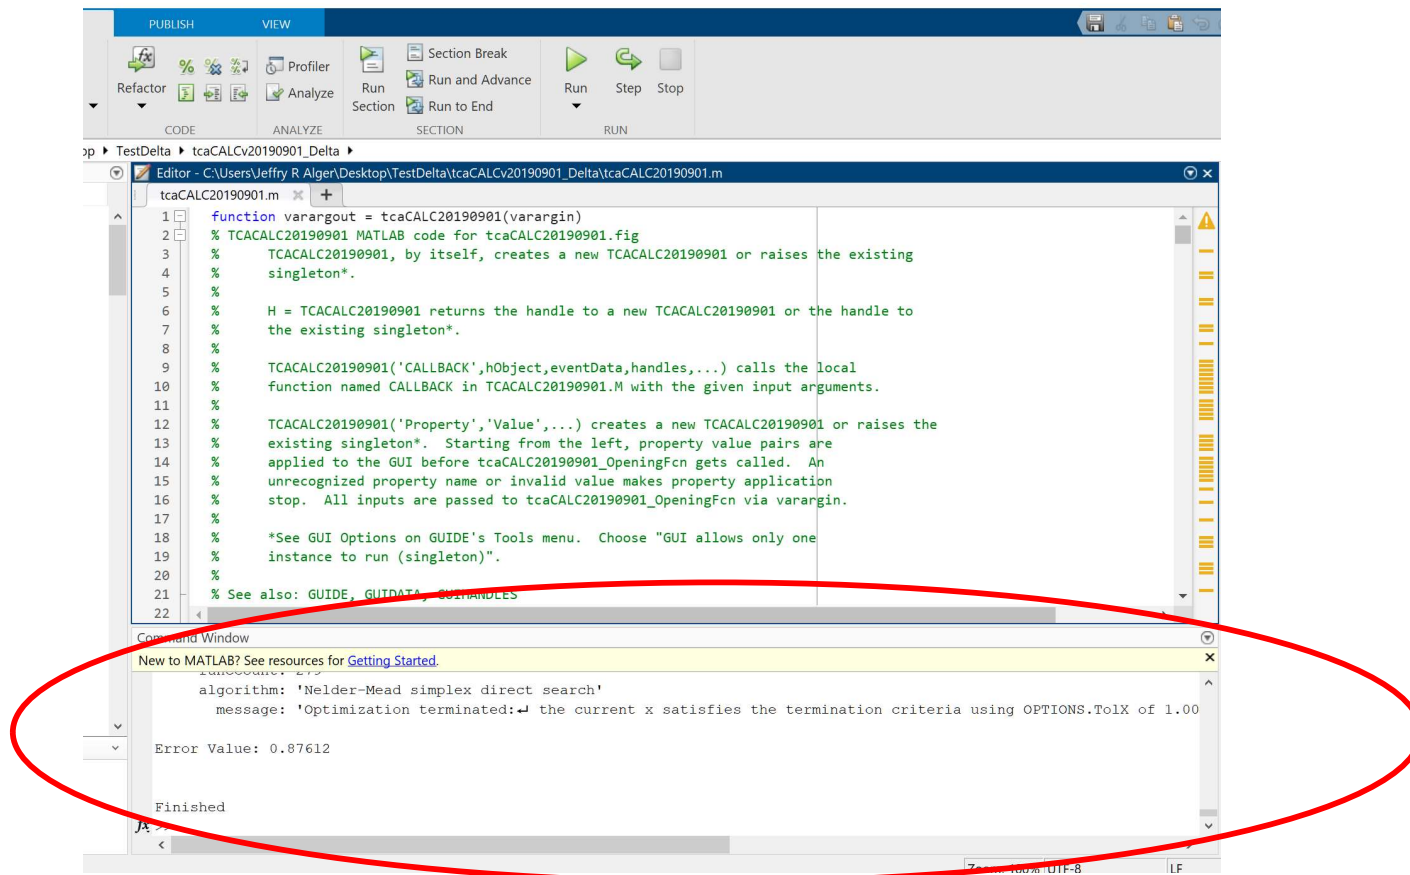 PUBLISH VIEW
Refactor
Profiler
Analyze
Run Section
Section Break
Run and Advance
Run to End
Run Step Stop
CODE ANALYZE SECTION RUN
TestDelta tcaCALCv20190901_Delta
Editor - C:\Users\Jeffry R Alger\Desktop\TestDelta\tcaCALCv20190901_Delta\tcaCALC20190901.m
tcaCALC20190901.m
1 function varargout = tcaCALC20190901(varargin)
2 % TCACALC20190901 MATLAB code for tcaCALC20190901.fig
3 % TCACALC20190901, by itself, creates a new TCACALC20190901 or raises the existing
4 % singleton*.
5 %
6 % H = TCACALC20190901 returns the handle to a new TCACALC20190901 or the handle to
7 % the existing singleton*.
8 %
9 % TCACALC20190901('CALLBACK',hObject,eventData,handles,...) calls the local
10 % function named CALLBACK in TCACALC20190901.M with the given input arguments.
11 %
12 % TCACALC20190901('Property','Value',...) creates a new TCACALC20190901 or raises the
13 % existing singleton*. Starting from the left, property value pairs are
14 % applied to the GUI before tcaCALC20190901_OpeningFcn gets called. An
15 % unrecognized property name or invalid value makes property application
16 % stop. All inputs are passed to tcaCALC20190901_OpeningFcn via varargin.
17 %
18 % *See GUI Options on GUIDE's Tools menu. Choose "GUI allows only one
19 % instance to run (singleton)".
20 %
21 % See also: GUIDE, GUIDATA, GUIHANDLES
22
Command Window
New to MATLAB? See resources for Getting Started.
algorithm: 'Nelder-Mead simplex direct search'
message: 'Optimization terminated:↵ the current x satisfies the termination criteria using OPTIONS.TolX of 1.00
Error Value: 0.87612
Finished
fx >>
Zoom: 100% UTF-8 LF